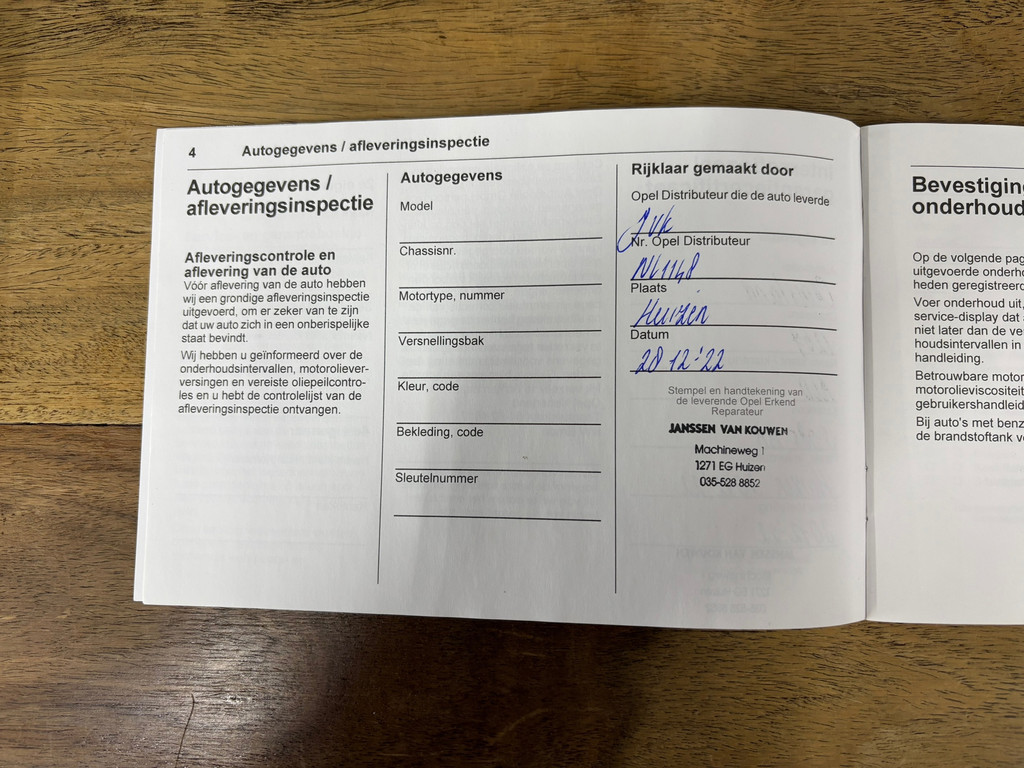 4 Autogegevens / afleveringsinspectie
Autogegevens /
afleveringsinspectie
Afleveringscontrole en
aflevering van de auto
Vóór aflevering van de auto hebben
wij een grondige afleveringsinspectie
uitgevoerd, om er zeker van te zijn
dat uw auto zich in een onberispelijke
staat bevindt.
Wij hebben u geïnformeerd over de
onderhoudsintervallen, motoroliever-
versingen en vereiste oliepeilcontro-
les en u hebt de controlelijst van de
afleveringsinspectie ontvangen.
Autogegevens
Model
Chassisnr.
Motortype, nummer
Versnellingsbak
Kleur, code
Bekleding, code
Sleutelnummer
Rijklaar gemaakt door
Opel Distributeur die de auto leverde
JVK
Nr. Opel Distributeur
NL1148
Plaats
Huizen
Datum
28 12-'22
Stempel en handtekening van
de leverende Opel Erkend
Reparateur
JANSSEN VAN KOUWEN
Machineweg 1
1271 EG Huizen
035-528 8852
Bevestiging
onderhoud
Op de volgende pag
uitgevoerde onderho
heden geregistreerd
Voer onderhoud uit,
service-display dat
niet later dan de ve
houdsintervallen in
handleiding.
Betrouwbare motor
motorolieviscositeit
gebruikershandleid
Bij auto's met benz
de brandstoftank v